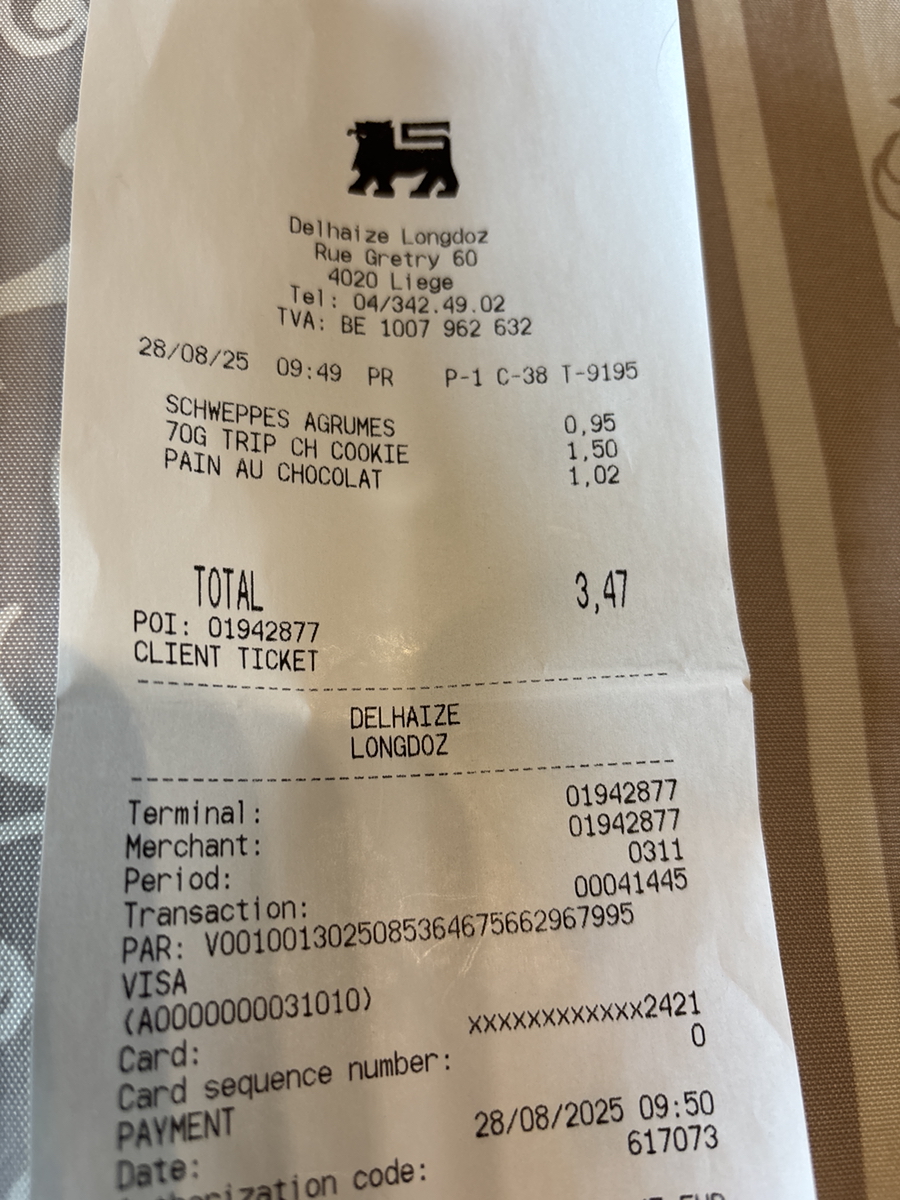 Delhaize Longdoz
Rue Gretry 60
4020 Liege
Tel: 04/342.49.02
TVA: BE 1007 962 632
28/08/25 09:49 PR P-1 C-38 T-9195
SCHWEPPES AGRUMES 0,95
70G TRIP CH COOKIE 1,50
PAIN AU CHOCOLAT 1,02
TOTAL 3,47
POI: 01942877
CLIENT TICKET
DELHAIZE
LONGDOZ
Terminal: 01942877
Merchant: 01942877
Period: 0311
Transaction: 00041445
PAR: V0010013025085364675662967995
VISA
(A0000000031010)
Card: xxxxxxxxxxxx2421
Card sequence number: 0
PAYMENT
Date: 28/08/2025 09:50
Authorization code: 617073
EUR